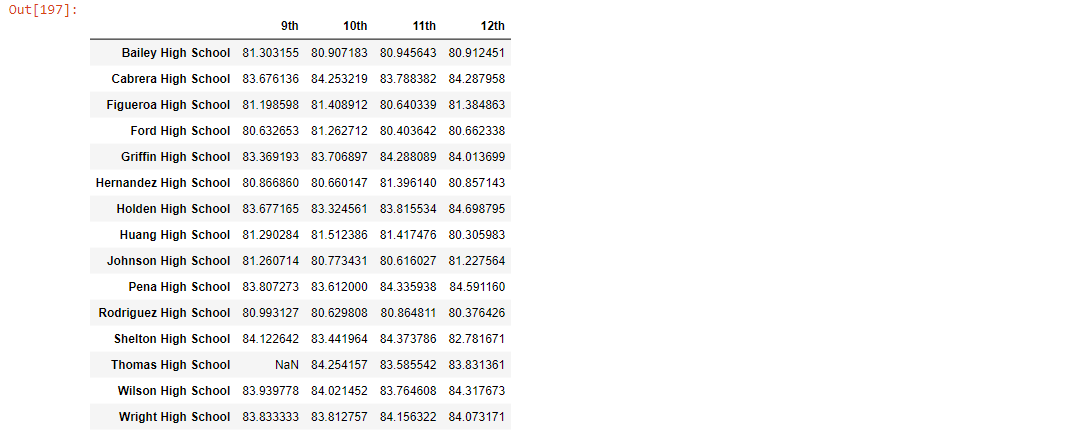 Out[197]:
9th 10th 11th 12th
Bailey High School 81.303155 80.907183 80.945643 80.912451
Cabrera High School 83.676136 84.253219 83.788382 84.287958
Figueroa High School 81.198598 81.408912 80.640339 81.384863
Ford High School 80.632653 81.262712 80.403642 80.662338
Griffin High School 83.369193 83.706897 84.288089 84.013699
Hernandez High School 80.866860 80.660147 81.396140 80.857143
Holden High School 83.677165 83.324561 83.815534 84.698795
Huang High School 81.290284 81.512386 81.417476 80.305983
Johnson High School 81.260714 80.773431 80.616027 81.227564
Pena High School 83.807273 83.612000 84.335938 84.591160
Rodriguez High School 80.993127 80.629808 80.864811 80.376426
Shelton High School 84.122642 83.441964 84.373786 82.781671
Thomas High School NaN 84.254157 83.585542 83.831361
Wilson High School 83.939778 84.021452 83.764608 84.317673
Wright High School 83.833333 83.812757 84.156322 84.073171